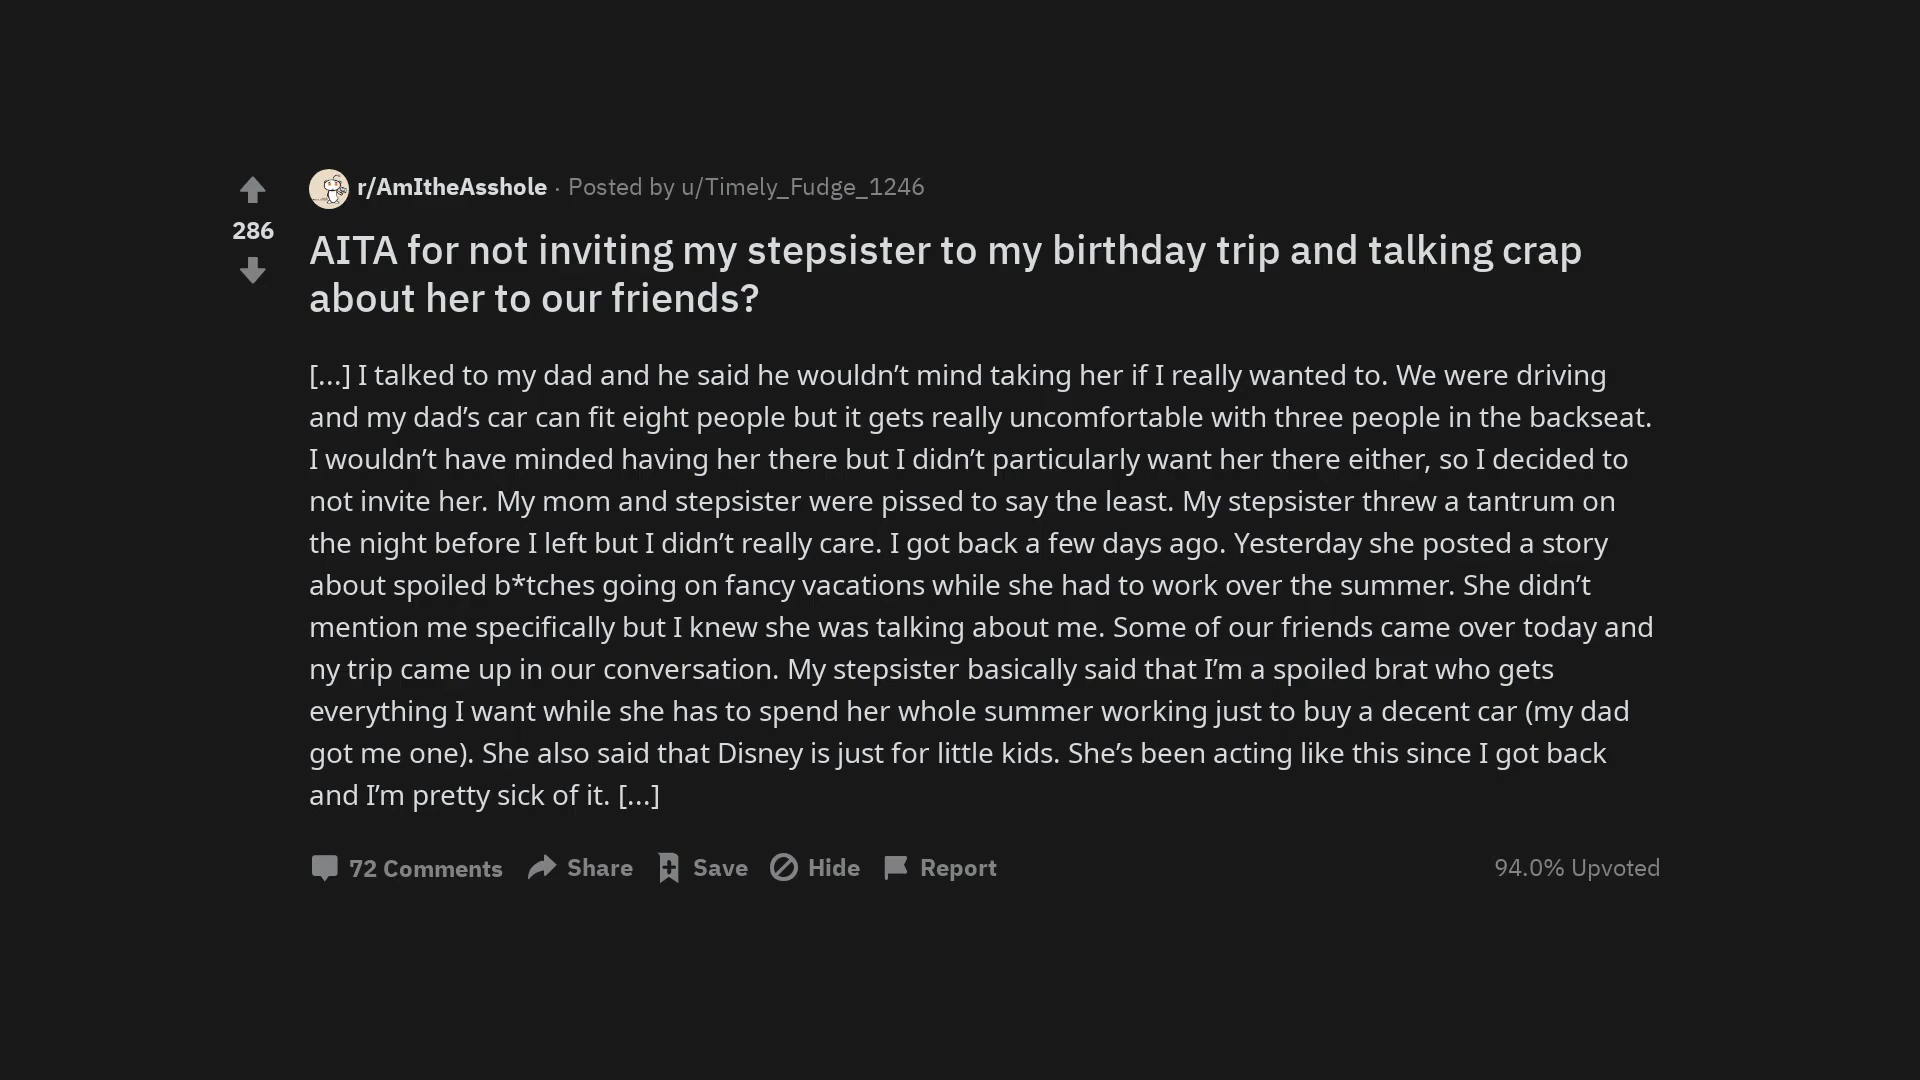 r/AmItheAsshole · Posted by u/Timely_Fudge_1246
286
AITA for not inviting my stepsister to my birthday trip and talking crap
about her to our friends?
[...] I talked to my dad and he said he wouldn’t mind taking her if I really wanted to. We were driving
and my dad’s car can fit eight people but it gets really uncomfortable with three people in the backseat.
I wouldn’t have minded having her there but I didn’t particularly want her there either, so I decided to
not invite her. My mom and stepsister were pissed to say the least. My stepsister threw a tantrum on
the night before I left but I didn’t really care. I got back a few days ago. Yesterday she posted a story
about spoiled b*tches going on fancy vacations while she had to work over the summer. She didn’t
mention me specifically but I knew she was talking about me. Some of our friends came over today and
ny trip came up in our conversation. My stepsister basically said that I’m a spoiled brat who gets
everything I want while she has to spend her whole summer working just to buy a decent car (my dad
got me one). She also said that Disney is just for little kids. She’s been acting like this since I got back
and I’m pretty sick of it. [...]
72 Comments Share Save Hide Report 94.0% Upvoted